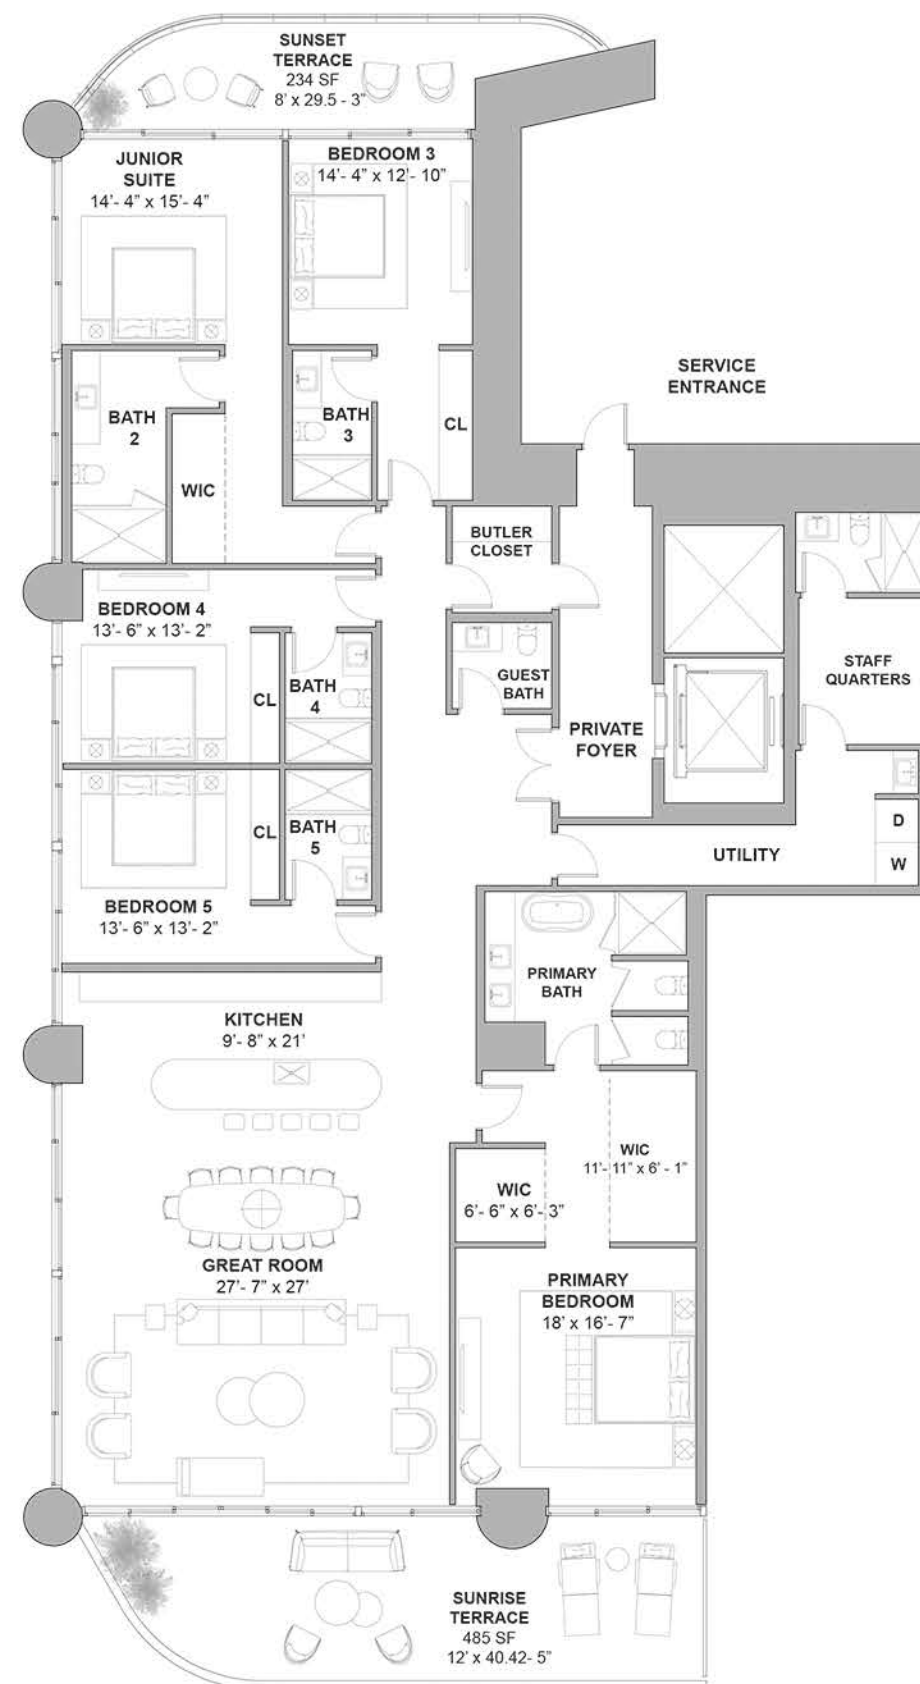 SUNSET
TERRACE
234 SF
8' x 29.5 - 3"
JUNIOR
SUITE
14'- 4" x 15'- 4"
BEDROOM 3
14'- 4" x 12'- 10"
SERVICE
ENTRANCE
BATH
2
BATH
3
CL
WIC
BUTLER
CLOSET
BEDROOM 4
13'- 6" x 13'- 2"
CL
BATH
4
GUEST
BATH
STAFF
QUARTERS
PRIVATE
FOYER
CL
BATH
5
D
W
UTILITY
BEDROOM 5
13'- 6" x 13'- 2"
PRIMARY
BATH
KITCHEN
9'- 8" x 21'
WIC
11'- 11" x 6' - 1"
WIC
6'- 6" x 6'- 3"
GREAT ROOM
27'- 7" x 27'
PRIMARY
BEDROOM
18' x 16'- 7"
SUNRISE
TERRACE
485 SF
12' x 40.42- 5"